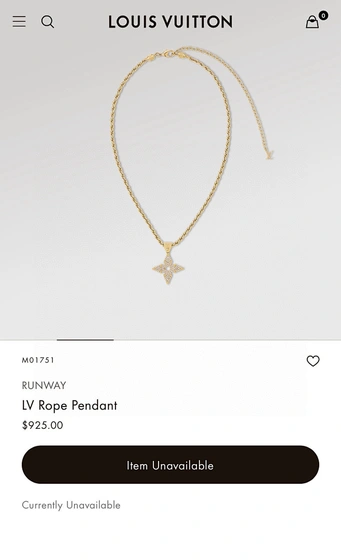 LOUIS VUITTON
0
M01751
RUNWAY
LV Rope Pendant
$925.00
Item Unavailable
Currently Unavailable